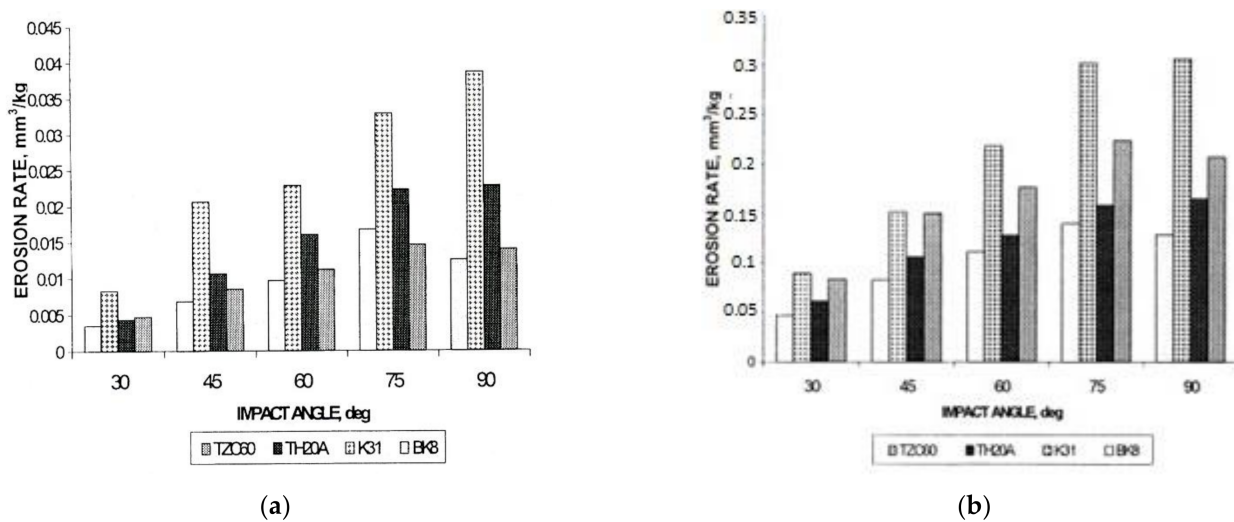 0.045
0.04
0.035
0.03
0.025
0.02
0.015
0.01
0.005
0
EROSION RATE, mm³/kg
30 45 60 75 90
IMPACT ANGLE, deg
TZC60 TH20A K31 BK8
(a)
0.35
0.3
0.25
0.2
0.15
0.1
0.05
0
EROSION RATE, mm³/kg
30 45 60 75 90
IMPACT ANGLE, deg
TZC60 TH20A K31 BK8
(b)